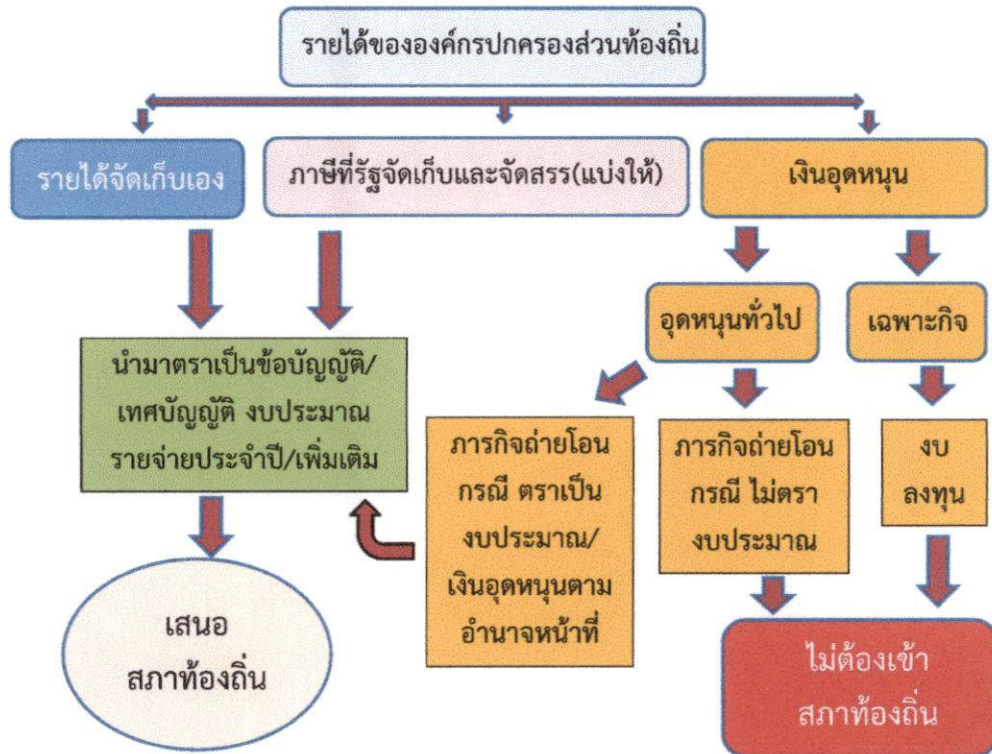 รายได้ขององค์กรปกครองส่วนท้องถิ่น
รายได้จัดเก็บเอง
ภาษีที่รัฐจัดเก็บและจัดสรร(แบ่งให้)
เงินอุดหนุน
อุดหนุนทั่วไป
เฉพาะกิจ
นำมาตราเป็นข้อบัญญัติ/
เทศบัญญัติ งบประมาณ
รายจ่ายประจำปี/เพิ่มเติม
ภารกิจถ่ายโอน
กรณี ตราเป็น
งบประมาณ/
เงินอุดหนุนตาม
อำนาจหน้าที่
ภารกิจถ่ายโอน
กรณี ไม่ตรา
งบประมาณ
งบ
ลงทุน
เสนอ
สภาท้องถิ่น
ไม่ต้องเข้า
สภาท้องถิ่น